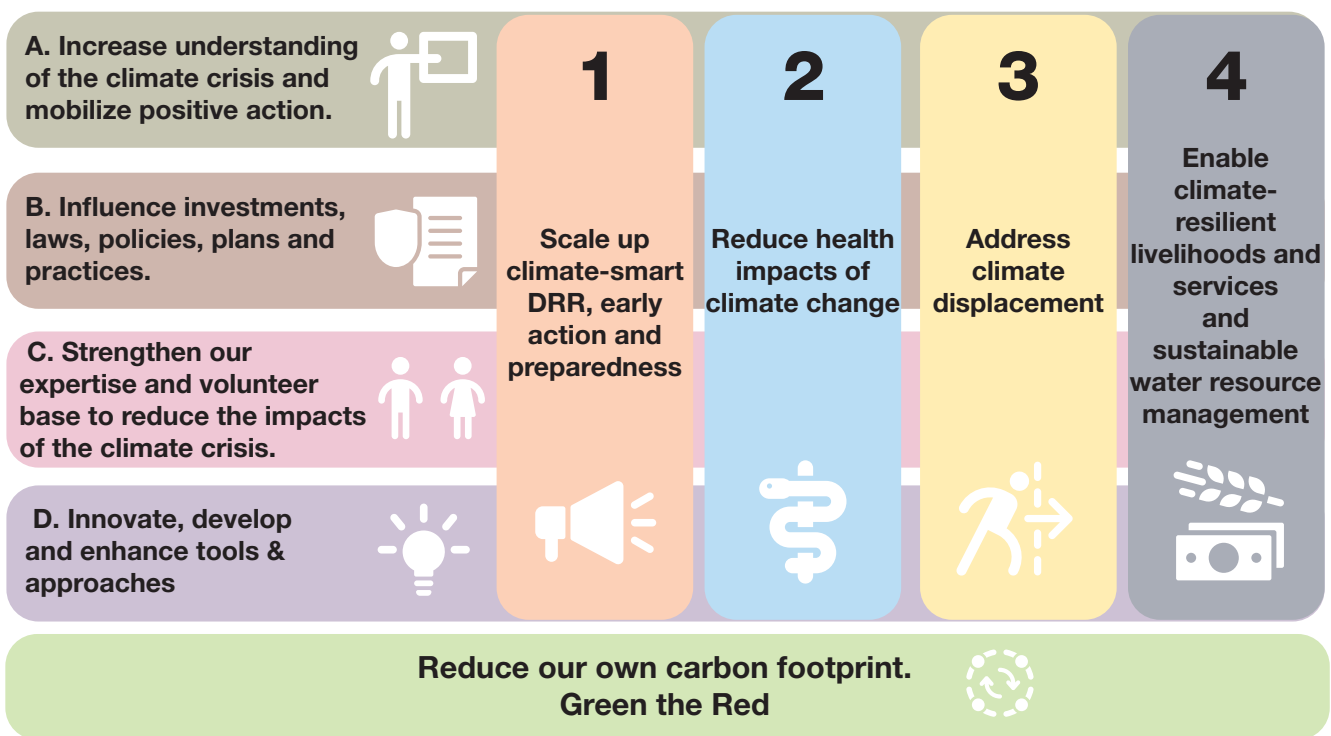 A. Increase understanding
of the climate crisis and
mobilize positive action.
B. Influence investments,
laws, policies, plans and
practices.
C. Strengthen our
expertise and volunteer
base to reduce the impacts
of the climate crisis.
D. Innovate, develop
and enhance tools &
approaches
1
Scale up
climate-smart
DRR, early
action and
preparedness
2
Reduce health
impacts of
climate change
3
Address
climate
displacement
4
Enable
climate-
resilient
livelihoods and
services
and
sustainable
water resource
management
Reduce our own carbon footprint.
Green the Red